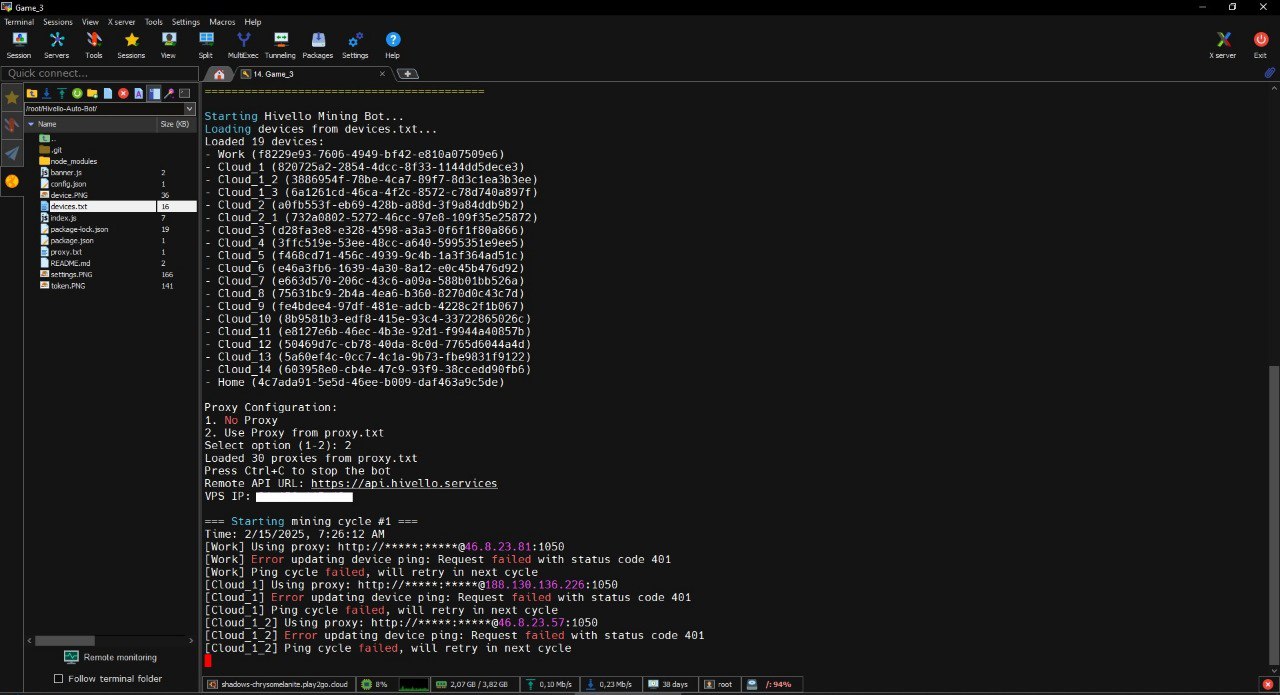 Game_3
Terminal Sessions View X server Tools Settings Macros Help
Session Servers Tools Sessions View Split MultiExec Tunneling Packages Settings Help X server Exit
Quick connect...
14. Game_3
/root/Hivello-Auto-Bot/
Name Size (KB)
..
.git
node_modules
banner.js 2
config.json 1
device.PNG 36
devices.txt 16
index.js 7
package-lock.json 19
package.json 1
proxy.txt 1
README.md 2
settings.PNG 166
token.PNG 141
Remote monitoring
Follow terminal folder
===========================================
Starting Hivello Mining Bot...
Loading devices from devices.txt...
Loaded 19 devices:
- Work (f8229e93-7606-4949-bf42-e810a07509e6)
- Cloud_1 (820725a2-2854-4dcc-8f33-1144dd5dece3)
- Cloud_1_2 (3886954f-78be-4ca7-89f7-8d3c1ea3b3ee)
- Cloud_1_3 (6a1261cd-46ca-4f2c-8572-c78d740a897f)
- Cloud_2 (a0fb553f-eb69-428b-a88d-3f9a84ddb9b2)
- Cloud_2_1 (732a0802-5272-46cc-97e8-109f35e25872)
- Cloud_3 (d28fa3e8-e328-4598-a3a3-0f6f1f80a866)
- Cloud_4 (3ffc519e-53ee-48cc-a640-5995351e9ee5)
- Cloud_5 (f468cd71-456c-4939-9c4b-1a3f364ad51c)
- Cloud_6 (e46a3fb6-1639-4a30-8a12-e0c45b476d92)
- Cloud_7 (e663d570-206c-43c6-a09a-588b01bb526a)
- Cloud_8 (75631bc9-2b4a-4ea6-b360-8270d0c43c7d)
- Cloud_9 (fe4bdee4-97df-481e-adcb-4228c2f1b067)
- Cloud_10 (8b9581b3-edf8-415e-93c4-33722865026c)
- Cloud_11 (e8127e6b-46ec-4b3e-92d1-f9944a40857b)
- Cloud_12 (50469d7c-cb78-40da-8c0d-7765d6044a4d)
- Cloud_13 (5a60ef4c-0cc7-4c1a-9b73-fbe9831f9122)
- Cloud_14 (603958e0-cb4e-47c9-93f9-38ccedd90fb6)
- Home (4c7ada91-5e5d-46ee-b009-daf463a9c5de)
Proxy Configuration:
1. No Proxy
2. Use Proxy from proxy.txt
Select option (1-2): 2
Loaded 30 proxies from proxy.txt
Press Ctrl+C to stop the bot
Remote API URL: https://api.hivello.services
VPS IP:
=== Starting mining cycle #1 ===
Time: 2/15/2025, 7:26:12 AM
[Work] Using proxy: http://*****:*****@46.8.23.81:1050
[Work] Error updating device ping: Request failed with status code 401
[Work] Ping cycle failed, will retry in next cycle
[Cloud_1] Using proxy: http://*****:*****@188.130.136.226:1050
[Cloud_1] Error updating device ping: Request failed with status code 401
[Cloud_1] Ping cycle failed, will retry in next cycle
[Cloud_1_2] Using proxy: http://*****:*****@46.8.23.57:1050
[Cloud_1_2] Error updating device ping: Request failed with status code 401
[Cloud_1_2] Ping cycle failed, will retry in next cycle
shadows-chrysomelanite.play2go.cloud 8% 2,07 GB / 3,82 GB 0,10 Mb/s 0,23 Mb/s 38 days root /: 94%